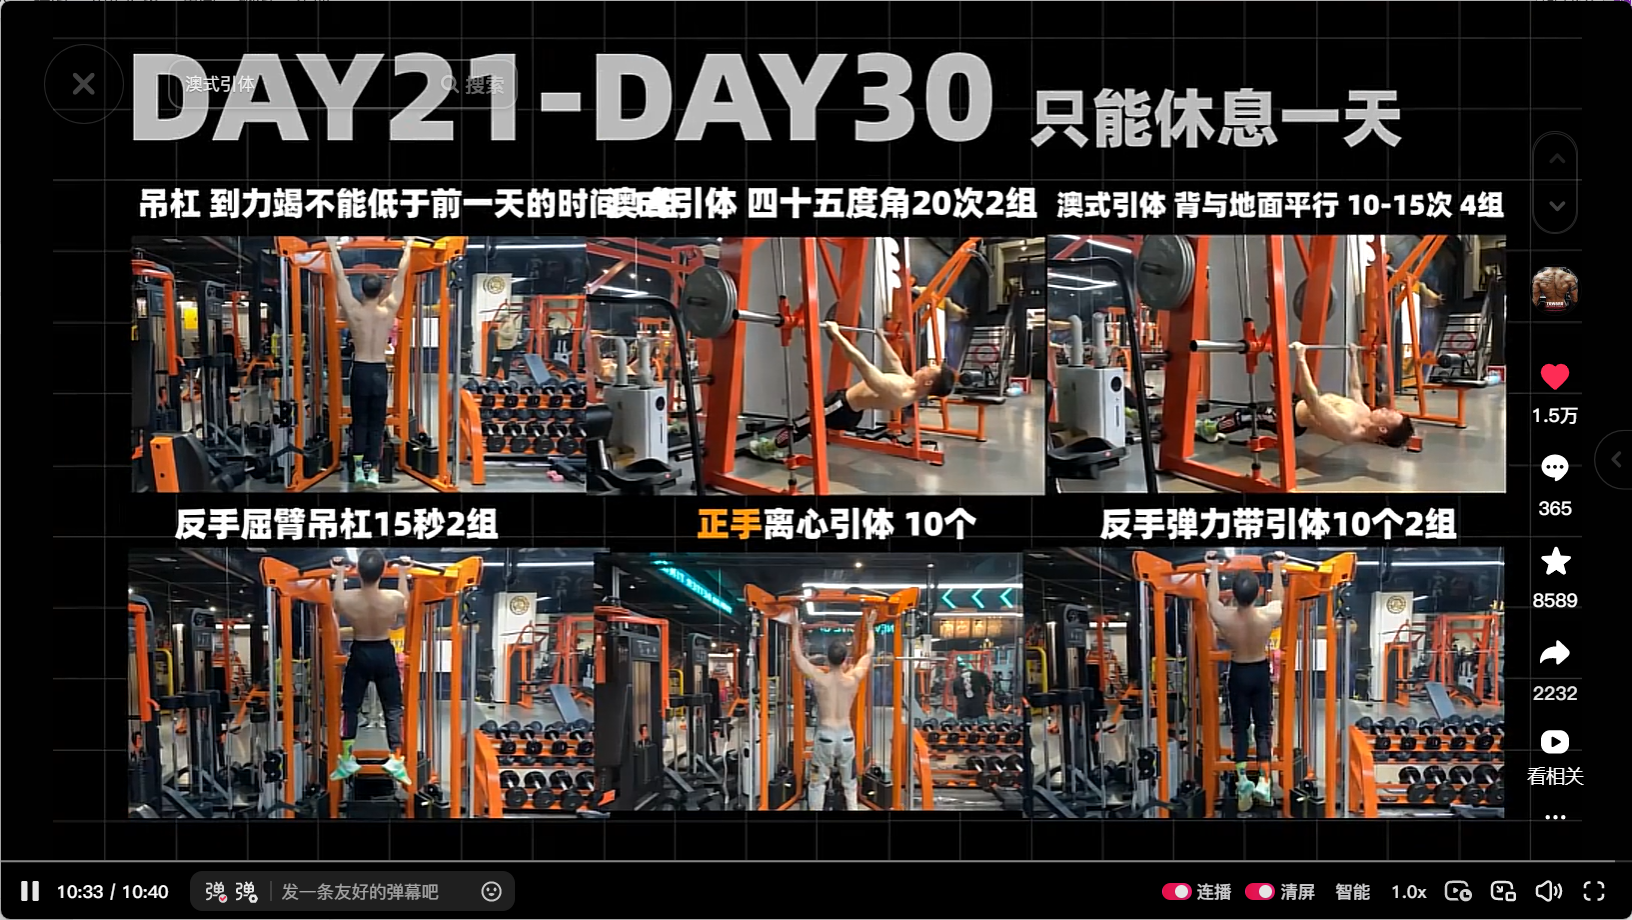 澳式引体
搜索
DAY21-DAY30 只能休息一天
吊杠 到力竭不能低于前一天的时间
澳式引体 四十五度角20次2组
澳式引体 背与地面平行 10-15次 4组
反手屈臂吊杠15秒2组
正手离心引体 10个
反手弹力带引体10个2组
1.5万
365
8589
2232
看相关
10:33 / 10:40
弹 弹
发一条友好的弹幕吧
连播
清屏
智能
1.0x